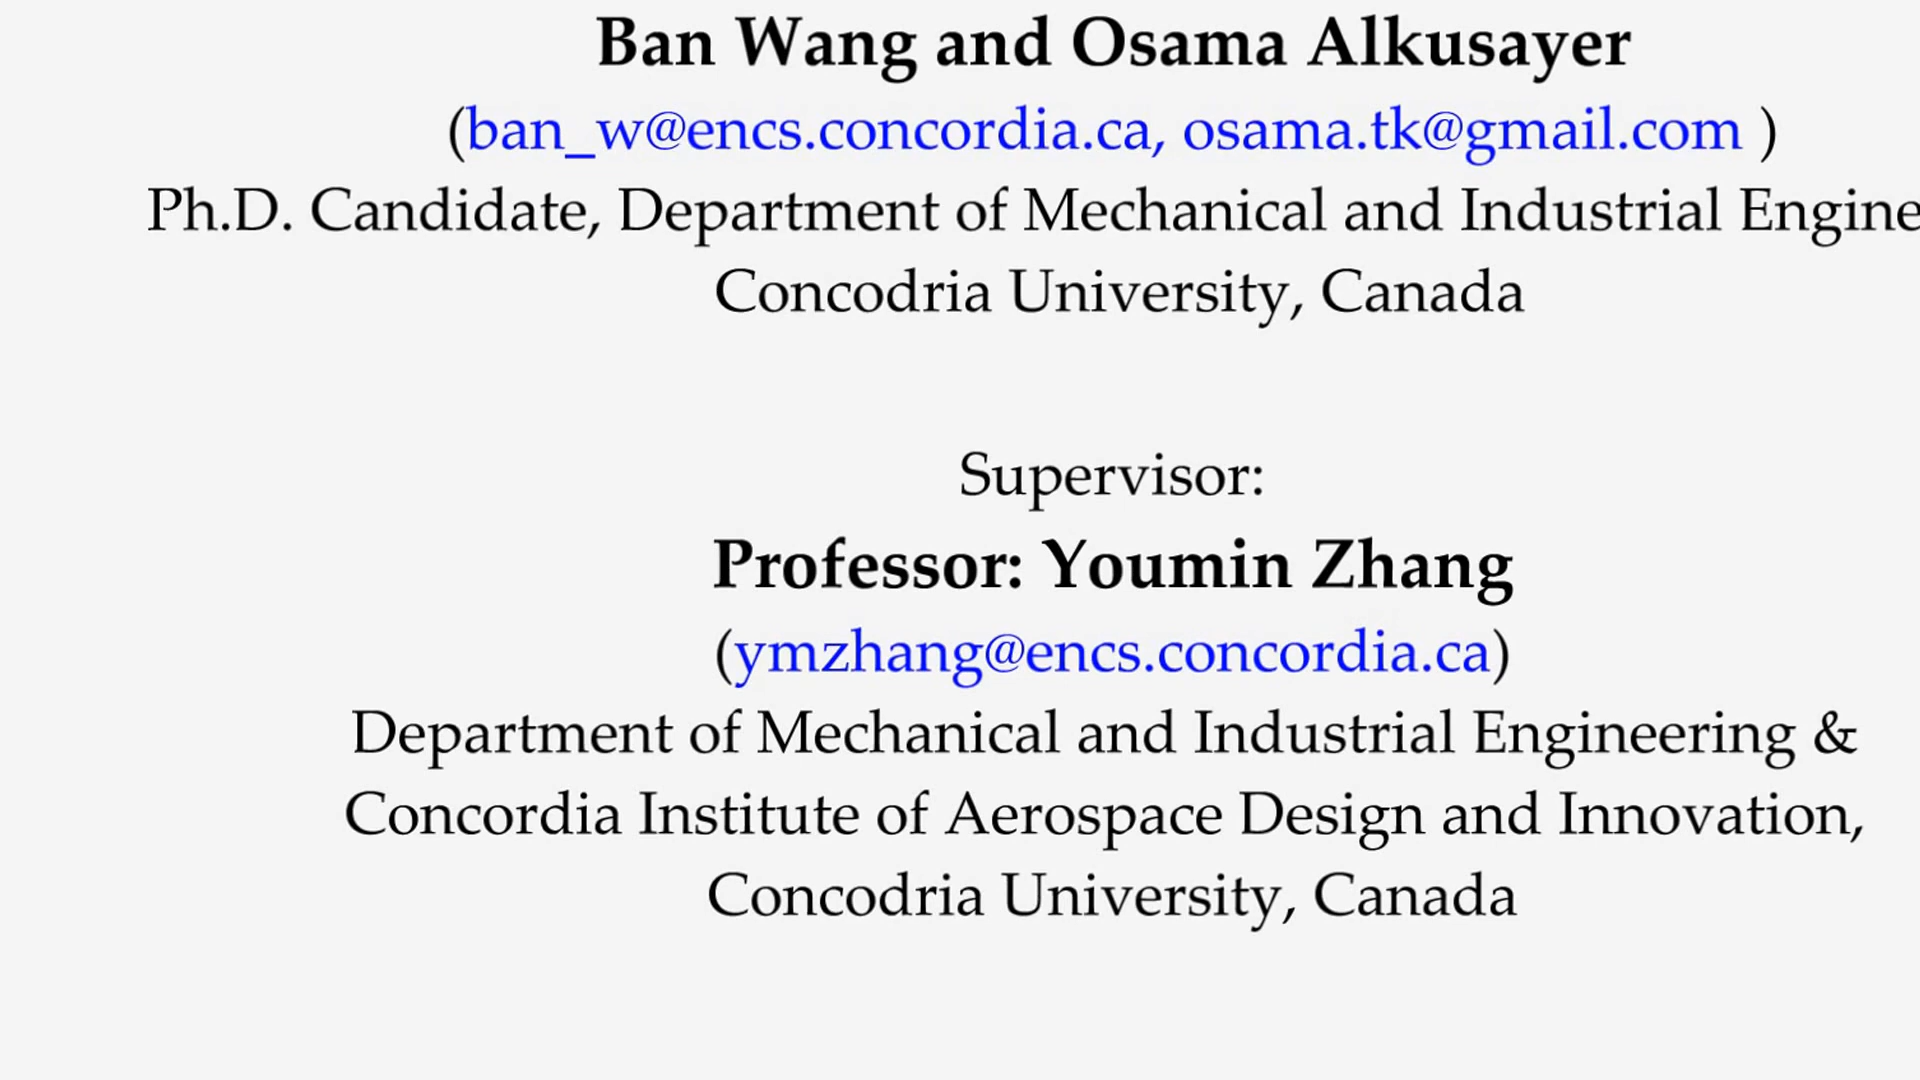 Ban Wang and Osama Alkusayer
(ban_w@encs.concordia.ca, osama.tk@gmail.com )
Ph.D. Candidate, Department of Mechanical and Industrial Engine
Concodria University, Canada
Supervisor:
Professor: Youmin Zhang
(ymzhang@encs.concordia.ca)
Department of Mechanical and Industrial Engineering &
Concordia Institute of Aerospace Design and Innovation,
Concodria University, Canada